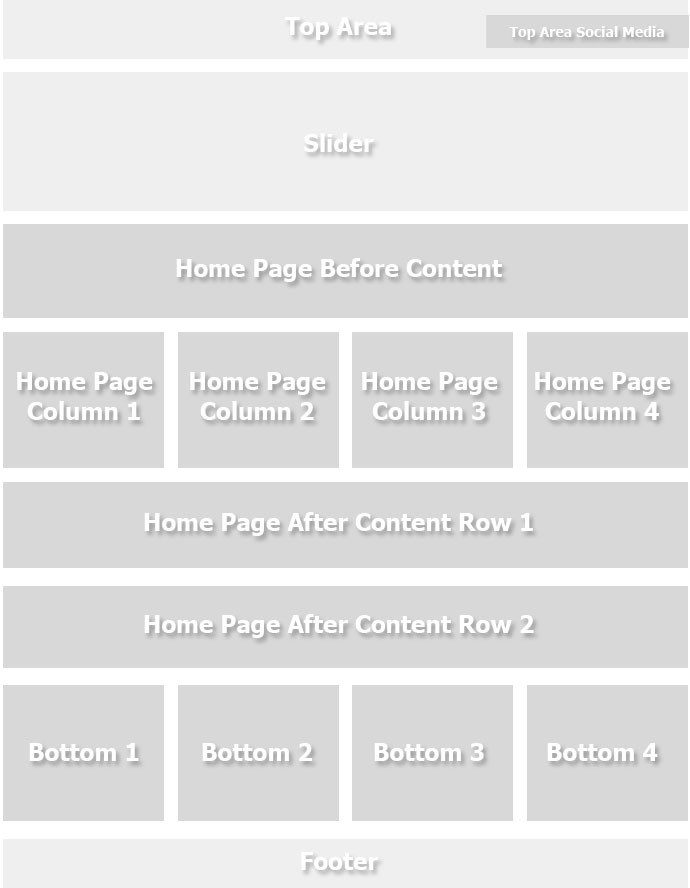 Top Area
Top Area Social Media
Slider
Home Page Before Content
Home Page
Column 1
Home Page
Column 2
Home Page
Column 3
Home Page
Column 4
Home Page After Content Row 1
Home Page After Content Row 2
Bottom 1
Bottom 2
Bottom 3
Bottom 4
Footer